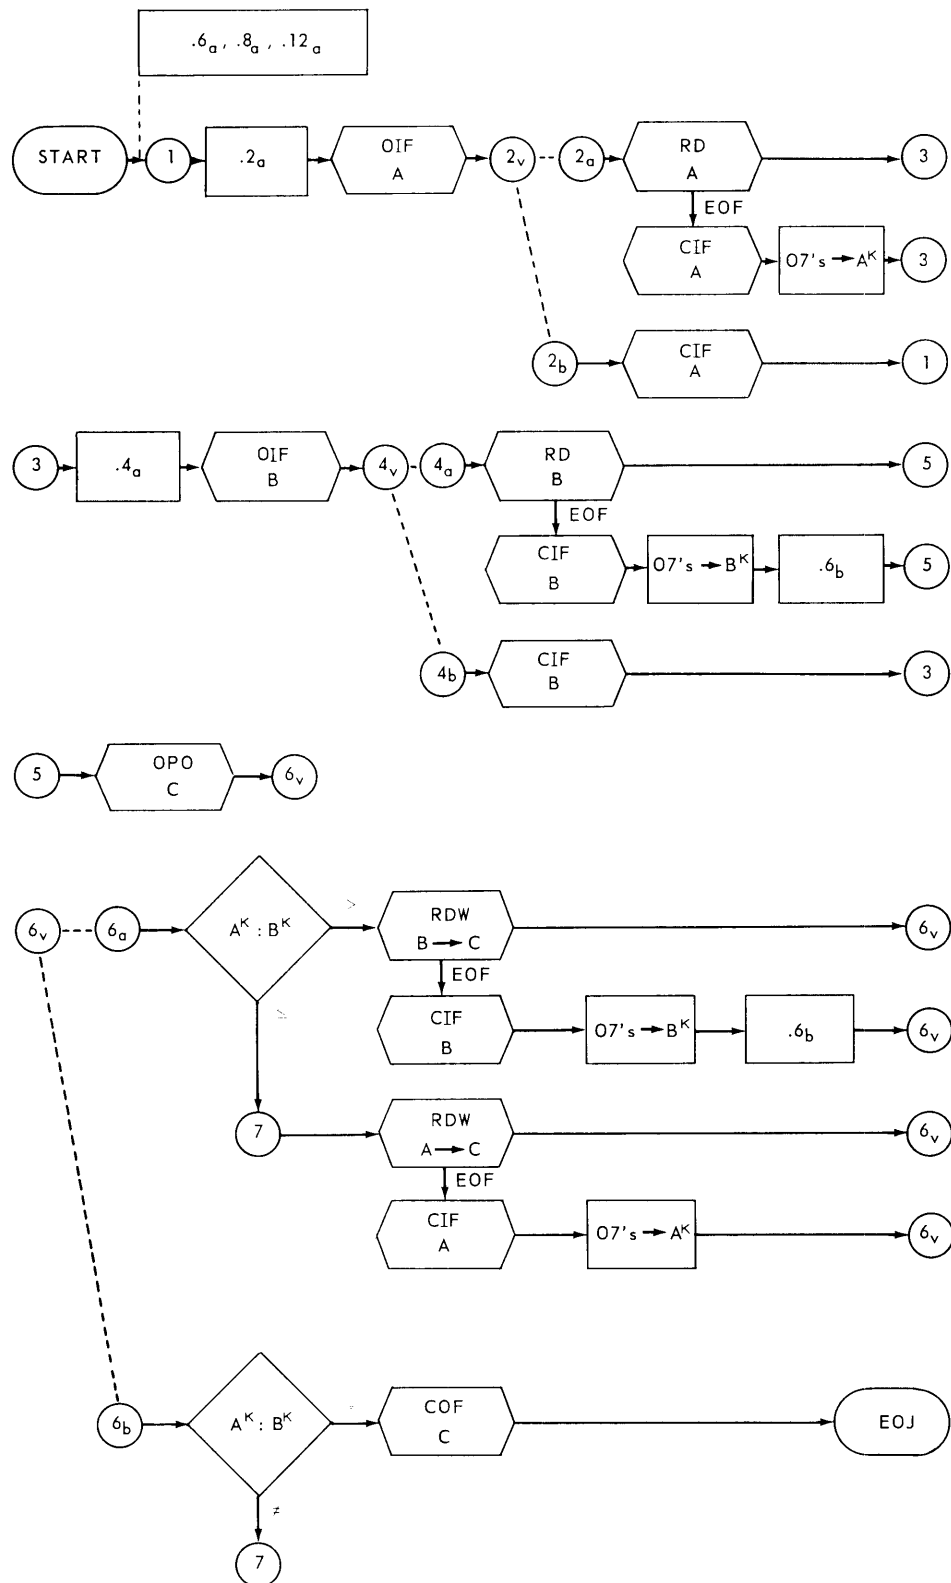 .6a, .8a, .12a
START 1 .2a OIF A 2v 2a RD A 3
EOF
CIF A 07's → AK 3
2b CIF A 1
3 .4a OIF B 4v 4a RD B 5
EOF
CIF B 07's → BK .6b 5
4b CIF B 3
5 OPO C 6v
6v 6a AK : BK > RDW B → C 6v
EOF
≤
CIF B 07's → BK .6b 6v
7 RDW A → C 6v
EOF
CIF A 07's → AK 6v
6b AK : BK = COF C EOJ
≠
7